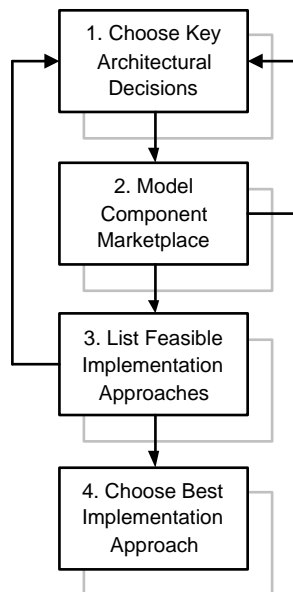 1. Choose Key
Architectural
Decisions
2. Model
Component
Marketplace
3. List Feasible
Implementation
Approaches
4. Choose Best
Implementation
Approach